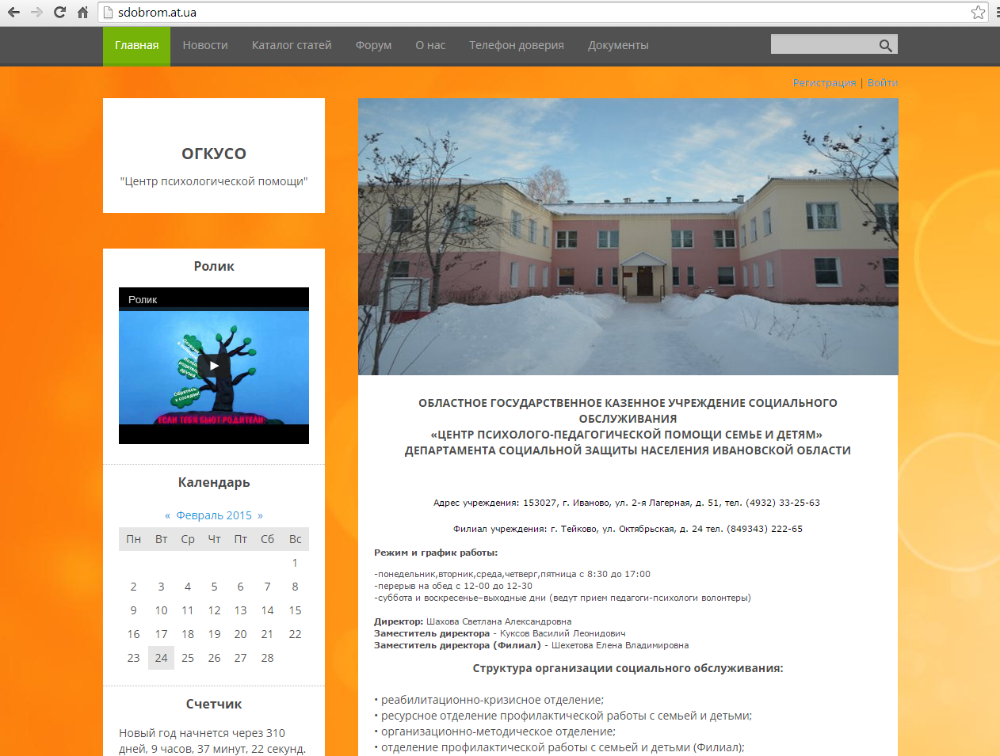 sdobrom.at.ua
Главная Новости Каталог статей Форум О нас Телефон доверия Документы
Регистрация | Войти
ОГКУСО
"Центр психологической помощи"
Ролик
Ролик
Обратись
к соседям!
ЕСЛИ ТЕБЯ БЬЮТ РОДИТЕЛИ
Календарь
« Февраль 2015 »
Пн Вт Ср Чт Пт Сб Вс
1
2 3 4 5 6 7 8
9 10 11 12 13 14 15
16 17 18 19 20 21 22
23 24 25 26 27 28
Счетчик
Новый год начнется через 310
дней, 9 часов, 37 минут, 22 секунд.
ОБЛАСТНОЕ ГОСУДАРСТВЕННОЕ КАЗЕННОЕ УЧРЕЖДЕНИЕ СОЦИАЛЬНОГО
ОБСЛУЖИВАНИЯ
«ЦЕНТР ПСИХОЛОГО-ПЕДАГОГИЧЕСКОЙ ПОМОЩИ СЕМЬЕ И ДЕТЯМ»
ДЕПАРТАМЕНТА СОЦИАЛЬНОЙ ЗАЩИТЫ НАСЕЛЕНИЯ ИВАНОВСКОЙ ОБЛАСТИ
Адрес учреждения: 153027, г. Иваново, ул. 2-я Лагерная, д. 51, тел. (4932) 33-25-63
Филиал учреждения: г. Тейково, ул. Октябрьская, д. 24 тел. (849343) 222-65
Режим и график работы:
-понедельник,вторник,среда,четверг,пятница с 8:30 до 17:00
-перерыв на обед с 12-00 до 12-30
-суббота и воскресенье–выходные дни (ведут прием педагоги-психологи волонтеры)
Директор: Шахова Светлана Александровна
Заместитель директора - Куксов Василий Леонидович
Заместитель директора (Филиал) - Шехетова Елена Владимировна
Структура организации социального обслуживания:
• реабилитационно-кризисное отделение;
• ресурсное отделение профилактической работы с семьей и детьми;
• организационно-методическое отделение;
• отделение профилактической работы с семьей и детьми (Филиал);